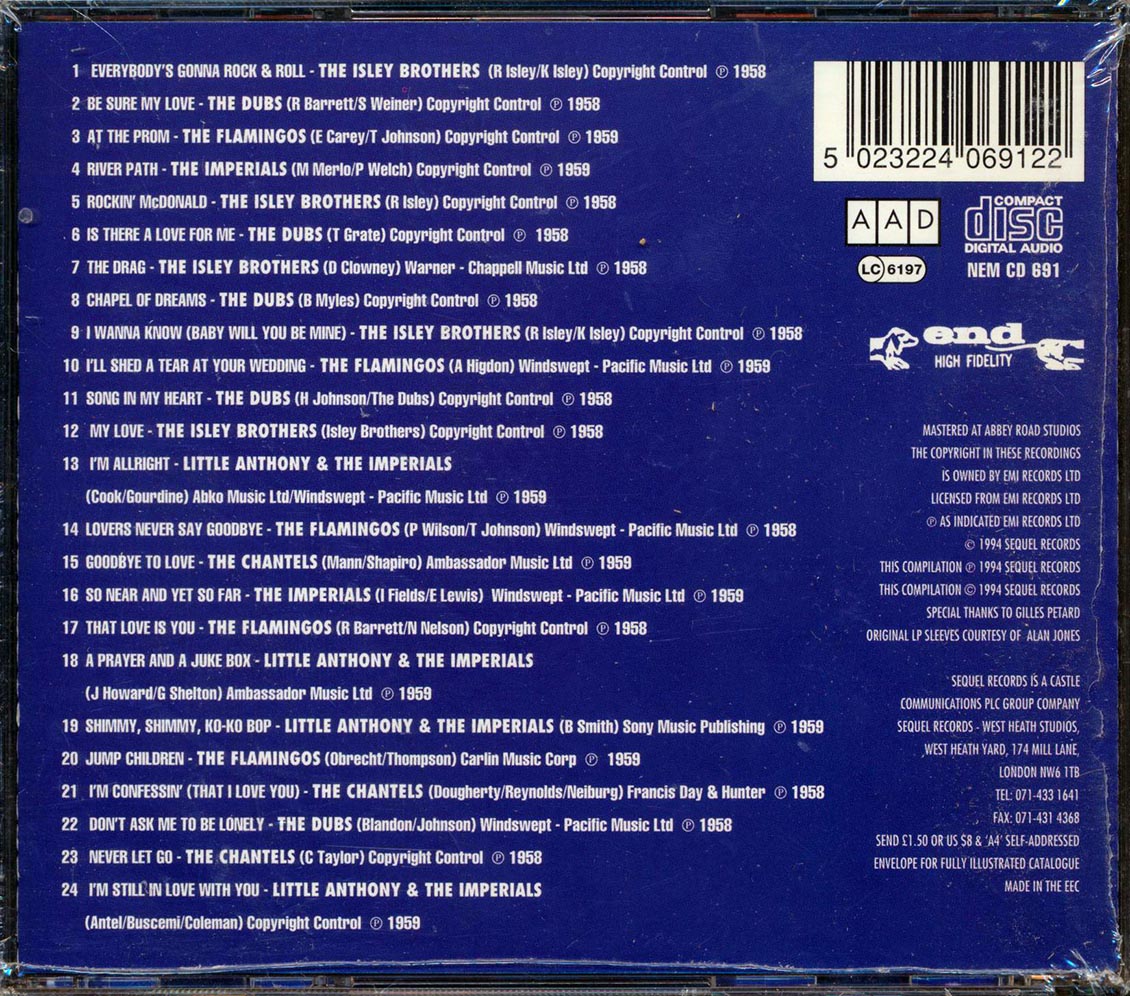 1 EVERYBODY'S GONNA ROCK & ROLL - THE ISLEY BROTHERS (R Isley/K Isley) Copyright Control ℗ 1958
2 BE SURE MY LOVE - THE DUBS (R Barrett/S Weiner) Copyright Control ℗ 1958
3 AT THE PROM - THE FLAMINGOS (E Carey/T Johnson) Copyright Control ℗ 1959
4 RIVER PATH - THE IMPERIALS (M Merlo/P Welch) Copyright Control ℗ 1959
5 ROCKIN' McDONALD - THE ISLEY BROTHERS (R Isley) Copyright Control ℗ 1958
6 IS THERE A LOVE FOR ME - THE DUBS (T Grate) Copyright Control ℗ 1958
7 THE DRAG - THE ISLEY BROTHERS (D Clowney) Warner - Chappell Music Ltd ℗ 1958
8 CHAPEL OF DREAMS - THE DUBS (B Myles) Copyright Control ℗ 1958
9 I WANNA KNOW (BABY WILL YOU BE MINE) - THE ISLEY BROTHERS (R Isley/K Isley) Copyright Control ℗ 1958
10 I'LL SHED A TEAR AT YOUR WEDDING - THE FLAMINGOS (A Higdon) Windswept - Pacific Music Ltd ℗ 1959
11 SONG IN MY HEART - THE DUBS (H Johnson/The Dubs) Copyright Control ℗ 1958
12 MY LOVE - THE ISLEY BROTHERS (Isley Brothers) Copyright Control ℗ 1958
13 I'M ALLRIGHT - LITTLE ANTHONY & THE IMPERIALS
(Cook/Gourdine) Abko Music Ltd/Windswept - Pacific Music Ltd ℗ 1959
14 LOVERS NEVER SAY GOODBYE - THE FLAMINGOS (P Wilson/T Johnson) Windswept - Pacific Music Ltd ℗ 1958
15 GOODBYE TO LOVE - THE CHANTELS (Mann/Shapiro) Ambassador Music Ltd ℗ 1959
16 SO NEAR AND YET SO FAR - THE IMPERIALS (I Fields/E Lewis) Windswept - Pacific Music Ltd ℗ 1959
17 THAT LOVE IS YOU - THE FLAMINGOS (R Barrett/N Nelson) Copyright Control ℗ 1958
18 A PRAYER AND A JUKE BOX - LITTLE ANTHONY & THE IMPERIALS
(J Howard/G Shelton) Ambassador Music Ltd ℗ 1959
19 SHIMMY, SHIMMY, KO-KO BOP - LITTLE ANTHONY & THE IMPERIALS (B Smith) Sony Music Publishing ℗ 1959
20 JUMP CHILDREN - THE FLAMINGOS (Obrecht/Thompson) Carlin Music Corp ℗ 1959
21 I'M CONFESSIN' (THAT I LOVE YOU) - THE CHANTELS (Dougherty/Reynolds/Neiburg) Francis Day & Hunter ℗ 1958
22 DON'T ASK ME TO BE LONELY - THE DUBS (Blandon/Johnson) Windswept - Pacific Music Ltd ℗ 1958
23 NEVER LET GO - THE CHANTELS (C Taylor) Copyright Control ℗ 1958
24 I'M STILL IN LOVE WITH YOU - LITTLE ANTHONY & THE IMPERIALS
(Antel/Buscemi/Coleman) Copyright Control ℗ 1959
5 023224 069122
AAD
COMPACT
disc
DIGITAL AUDIO
LC 6197
NEM CD 691
end
HIGH FIDELITY
MASTERED AT ABBEY ROAD STUDIOS
THE COPYRIGHT IN THESE RECORDINGS
IS OWNED BY EMI RECORDS LTD
LICENSED FROM EMI RECORDS LTD
℗ AS INDICATED EMI RECORDS LTD
© 1994 SEQUEL RECORDS
THIS COMPILATION ℗ 1994 SEQUEL RECORDS
THIS COMPILATION © 1994 SEQUEL RECORDS
SPECIAL THANKS TO GILLES PETARD
ORIGINAL LP SLEEVES COURTESY OF ALAN JONES
SEQUEL RECORDS IS A CASTLE
COMMUNICATIONS PLC GROUP COMPANY
SEQUEL RECORDS - WEST HEATH STUDIOS,
WEST HEATH YARD, 174 MILL LANE,
LONDON NW6 1TB
TEL: 071-433 1641
FAX: 071-431 4368
SEND £1.50 OR US $8 & 'A4' SELF-ADDRESSED
ENVELOPE FOR FULLY ILLUSTRATED CATALOGUE
MADE IN THE EEC